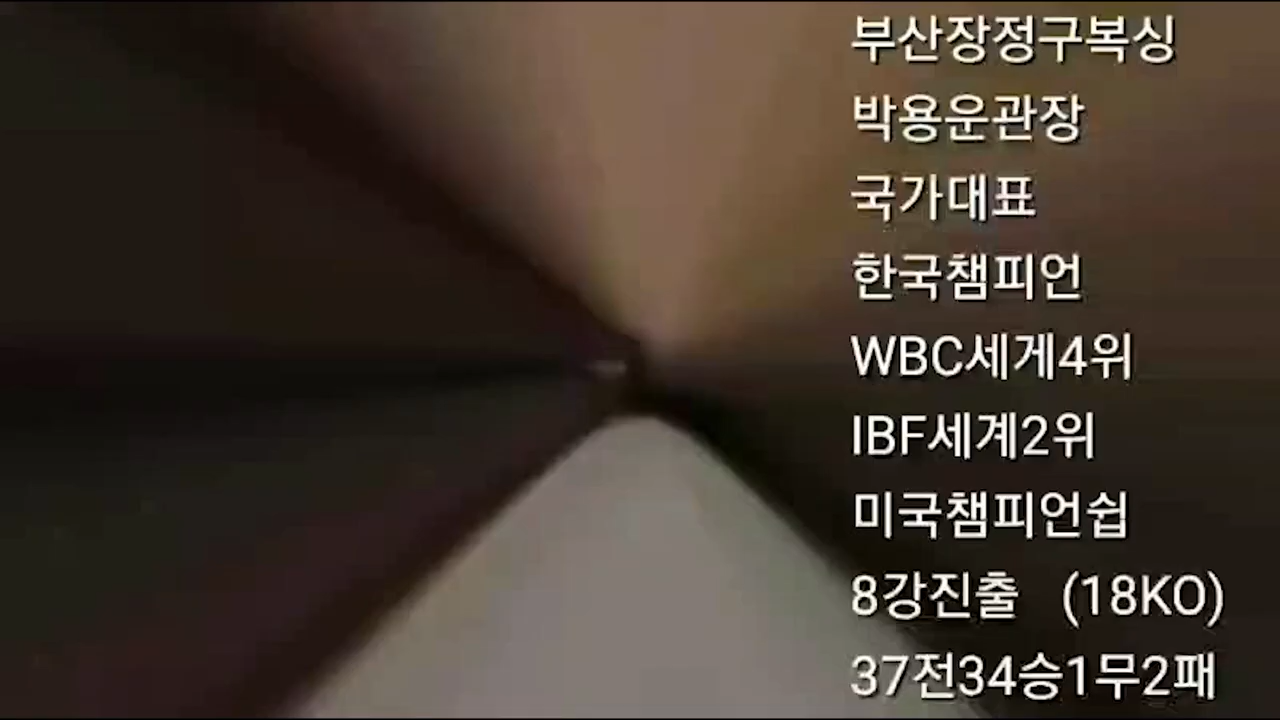 부산장정구복싱
박용운관장
국가대표
한국챔피언
WBC세게4위
IBF세계2위
미국챔피언쉽
8강진출 (18KO)
37전34승1무2패